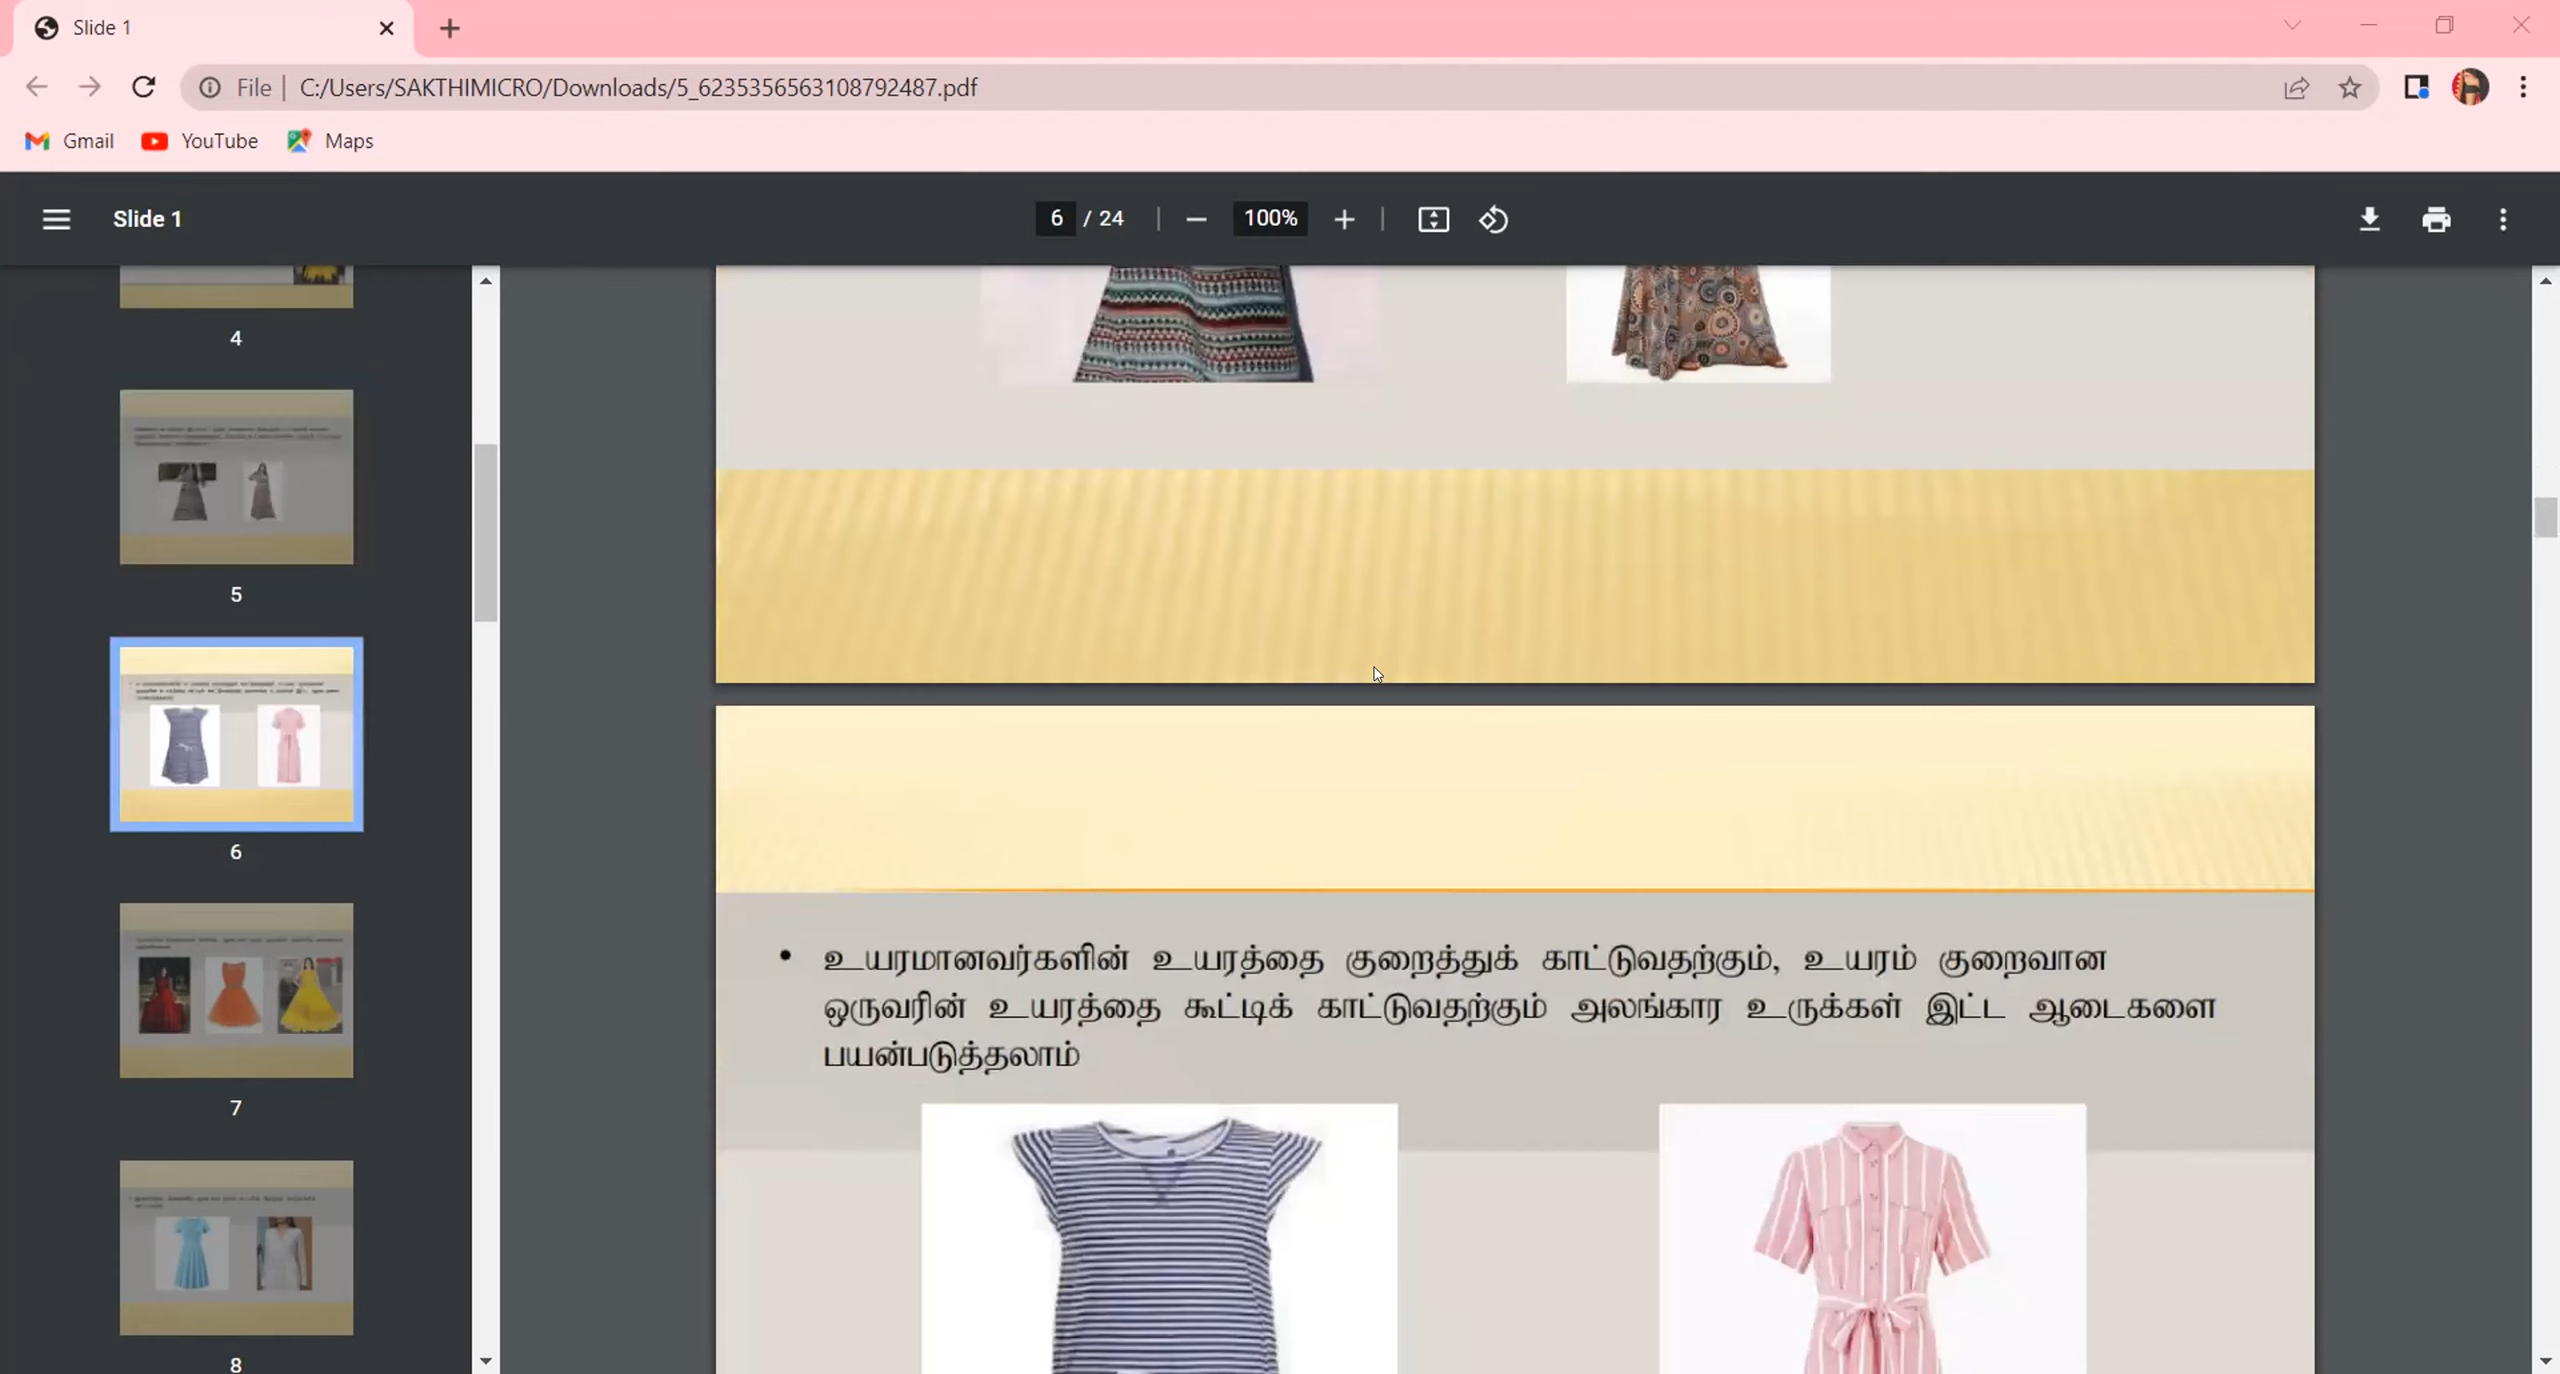 Slide 1
File
C:/Users/SAKTHIMICRO/Downloads/5_6235356563108792487.pdf
Gmail
YouTube
Maps
Slide 1
6 / 24
100%
4
5
6
7
8
• உயரமானவர்களின் உயரத்தை குறைத்துக் காட்டுவதற்கும், உயரம் குறைவான
ஒருவரின் உயரத்தை கூட்டிக் காட்டுவதற்கும் அலங்கார உருக்கள் இட்ட ஆடைகளை
பயன்படுத்தலாம்